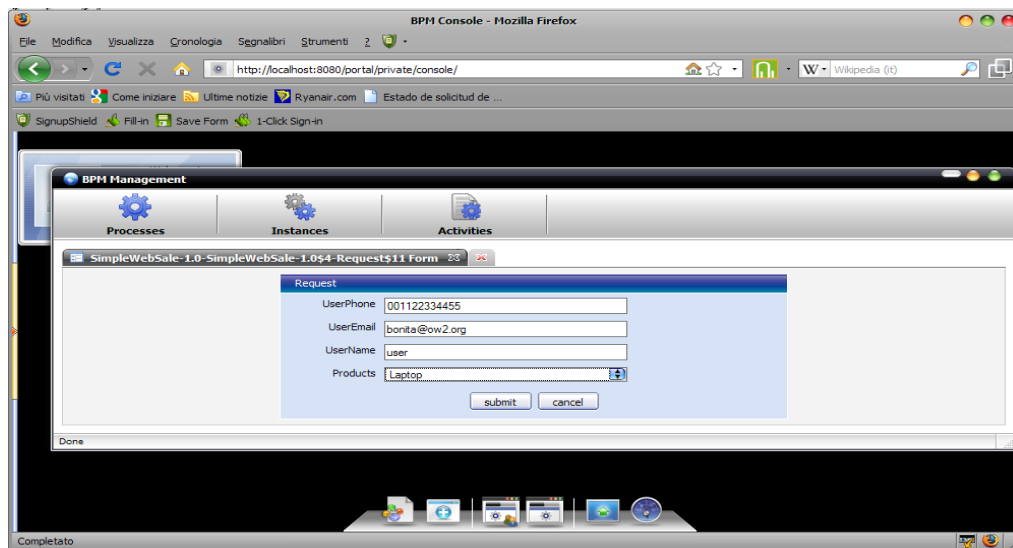 BPM Console - Mozilla Firefox
File Modifica Visualizza Cronologia Segnalibri Strumenti ?
http://localhost:8080/portal/private/console/ W Wikipedia (it)
Più visitati Come iniziare Ultime notizie Ryanair.com Estado de solicitud de ...
SignupShield Fill-in Save Form 1-Click Sign-in
BPM Management
Processes Instances Activities
SimpleWebSale-1.0-SimpleWebSale-1.0$4-Request$11 Form
Request
UserPhone 001122334455
UserEmail bonita@ow2.org
UserName user
Products Laptop
submit cancel
Done
Completato